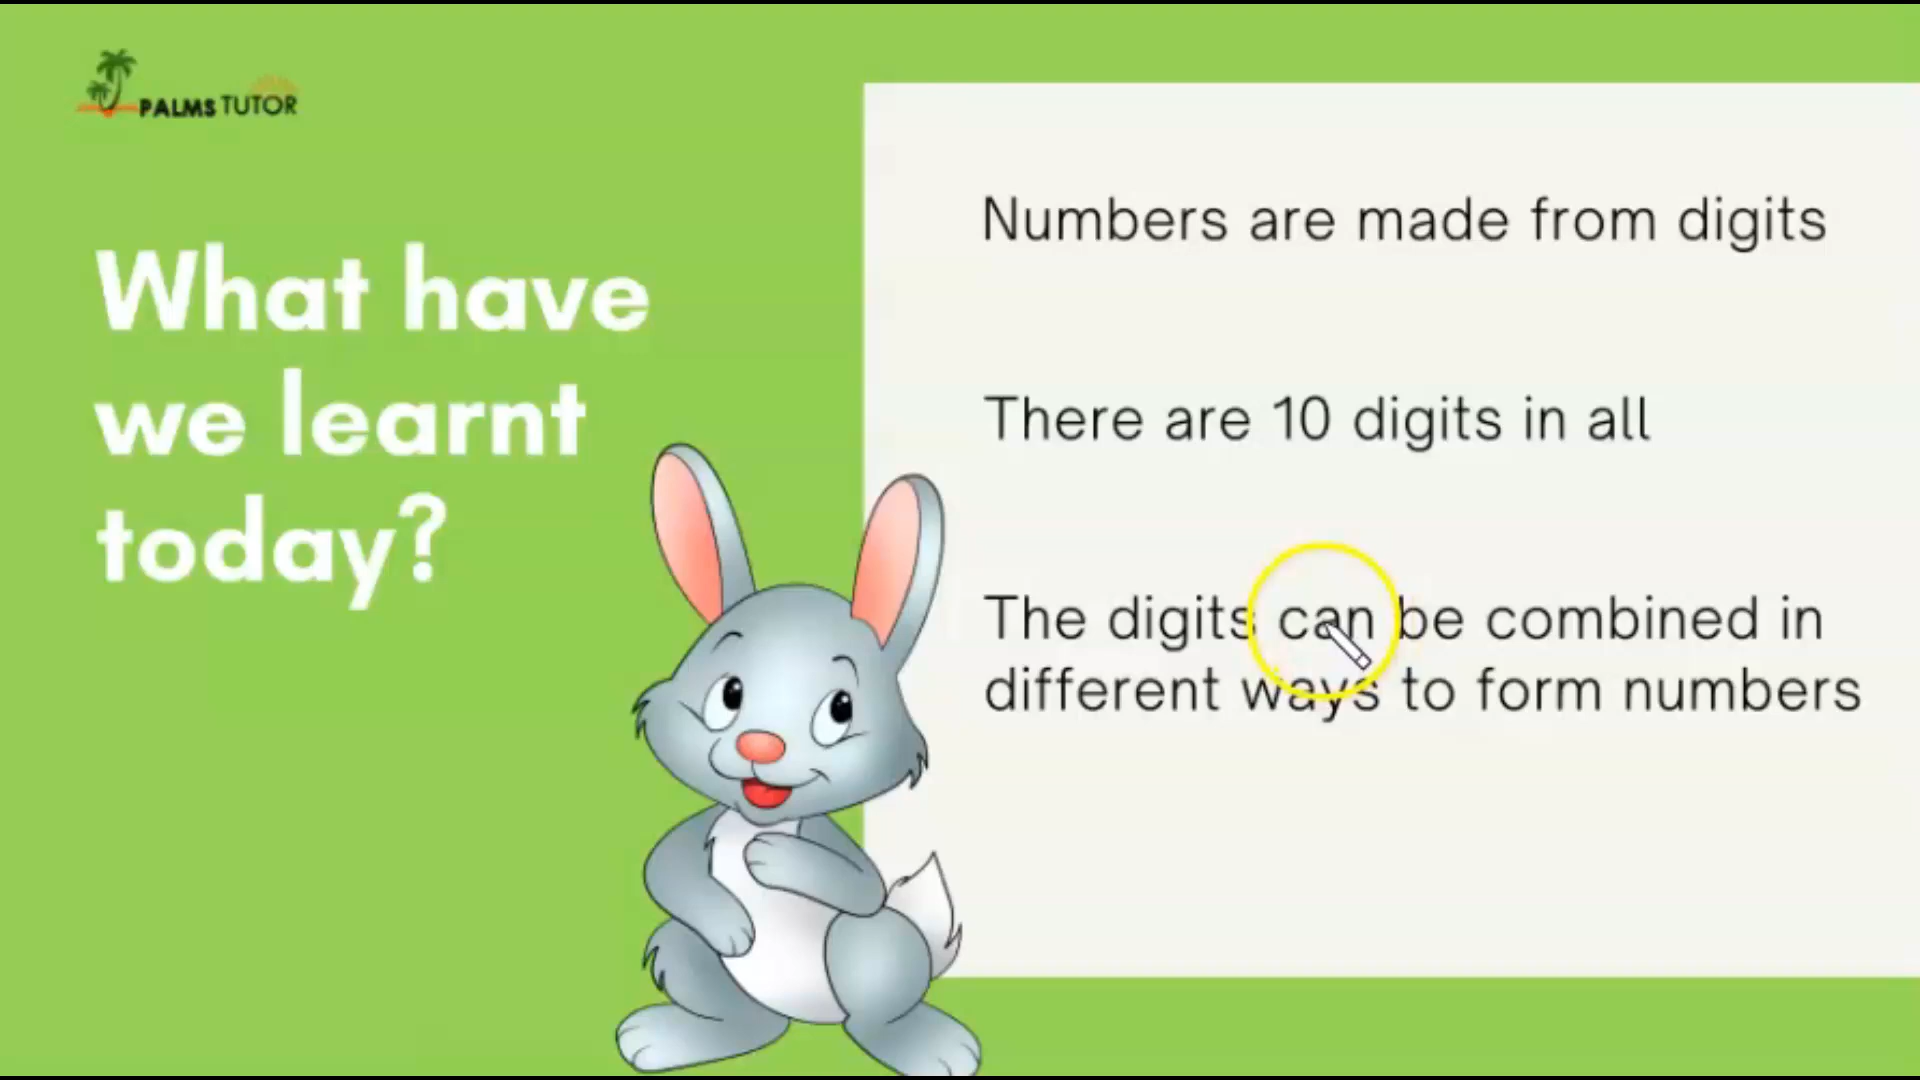 PALMS TUTOR
What have
we learnt
today?
Numbers are made from digits
There are 10 digits in all
The digits can be combined in
different ways to form numbers